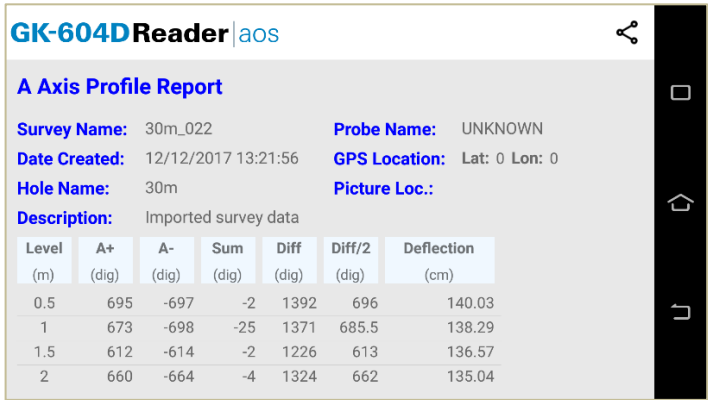 GK-604DReader|aos
A Axis Profile Report
Survey Name: 30m_022 Probe Name: UNKNOWN
Date Created: 12/12/2017 13:21:56 GPS Location: Lat: 0 Lon: 0
Hole Name: 30m Picture Loc.:
Description: Imported survey data
Level A+ A- Sum Diff Diff/2 Deflection
(m) (dig) (dig) (dig) (dig) (dig) (cm)
0.5 695 -697 -2 1392 696 140.03
1 673 -698 -25 1371 685.5 138.29
1.5 612 -614 -2 1226 613 136.57
2 660 -664 -4 1324 662 135.04